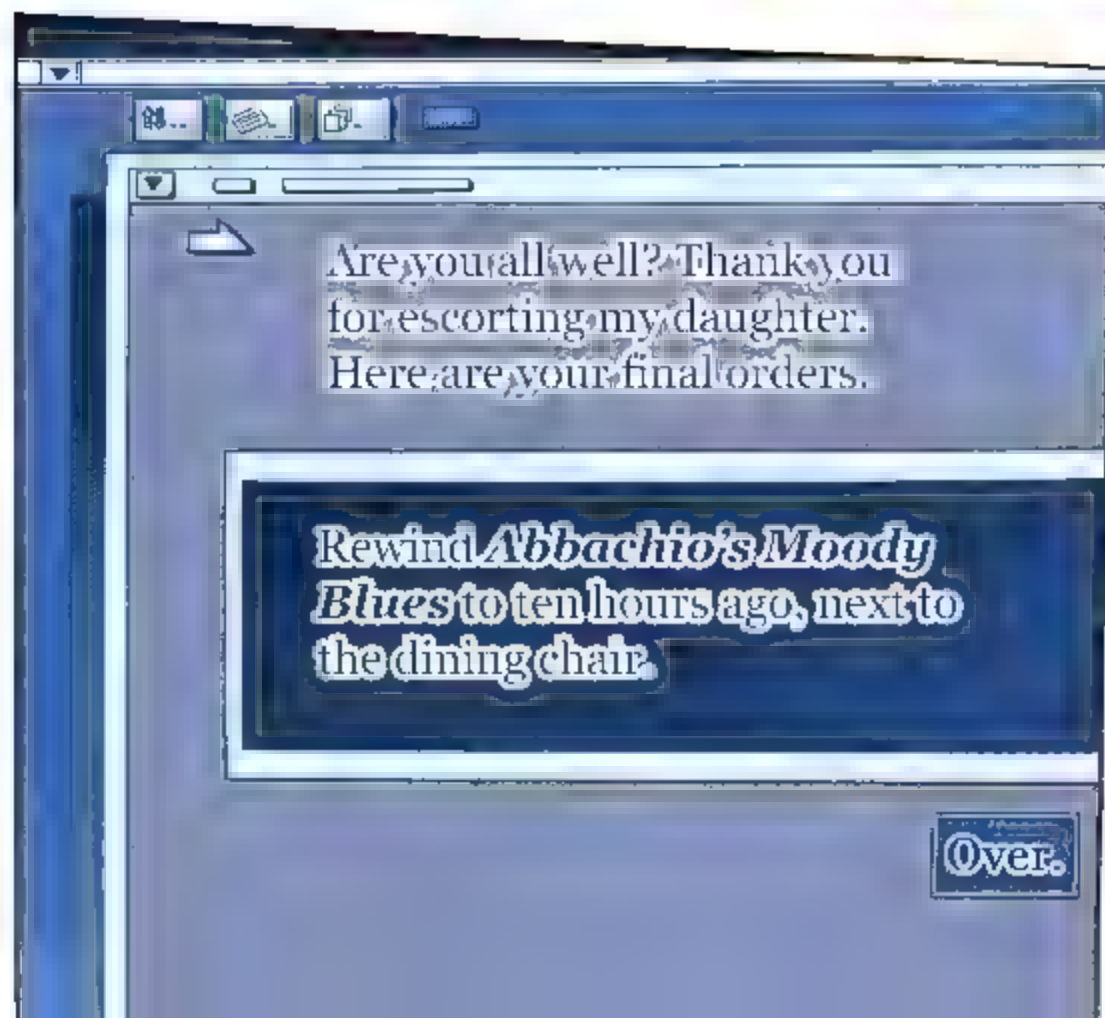 Are you all well? Thank you
for escorting my daughter.
Here are your final orders.
Rewind Abbachio's Moody
Blues to ten hours ago, next to
the dining chair.
Over.